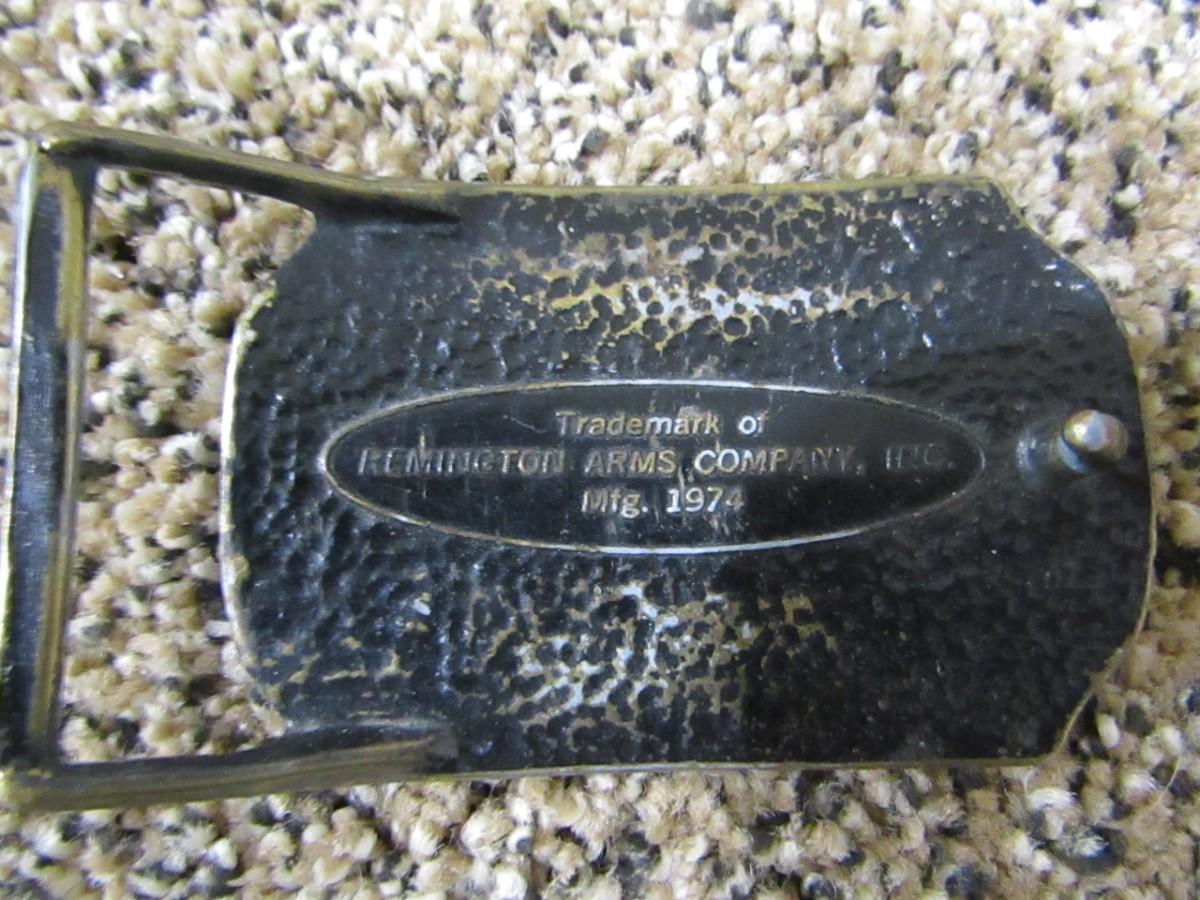 Trademark of
REMINGTON ARMS COMPANY, INC.
Mfg. 1974